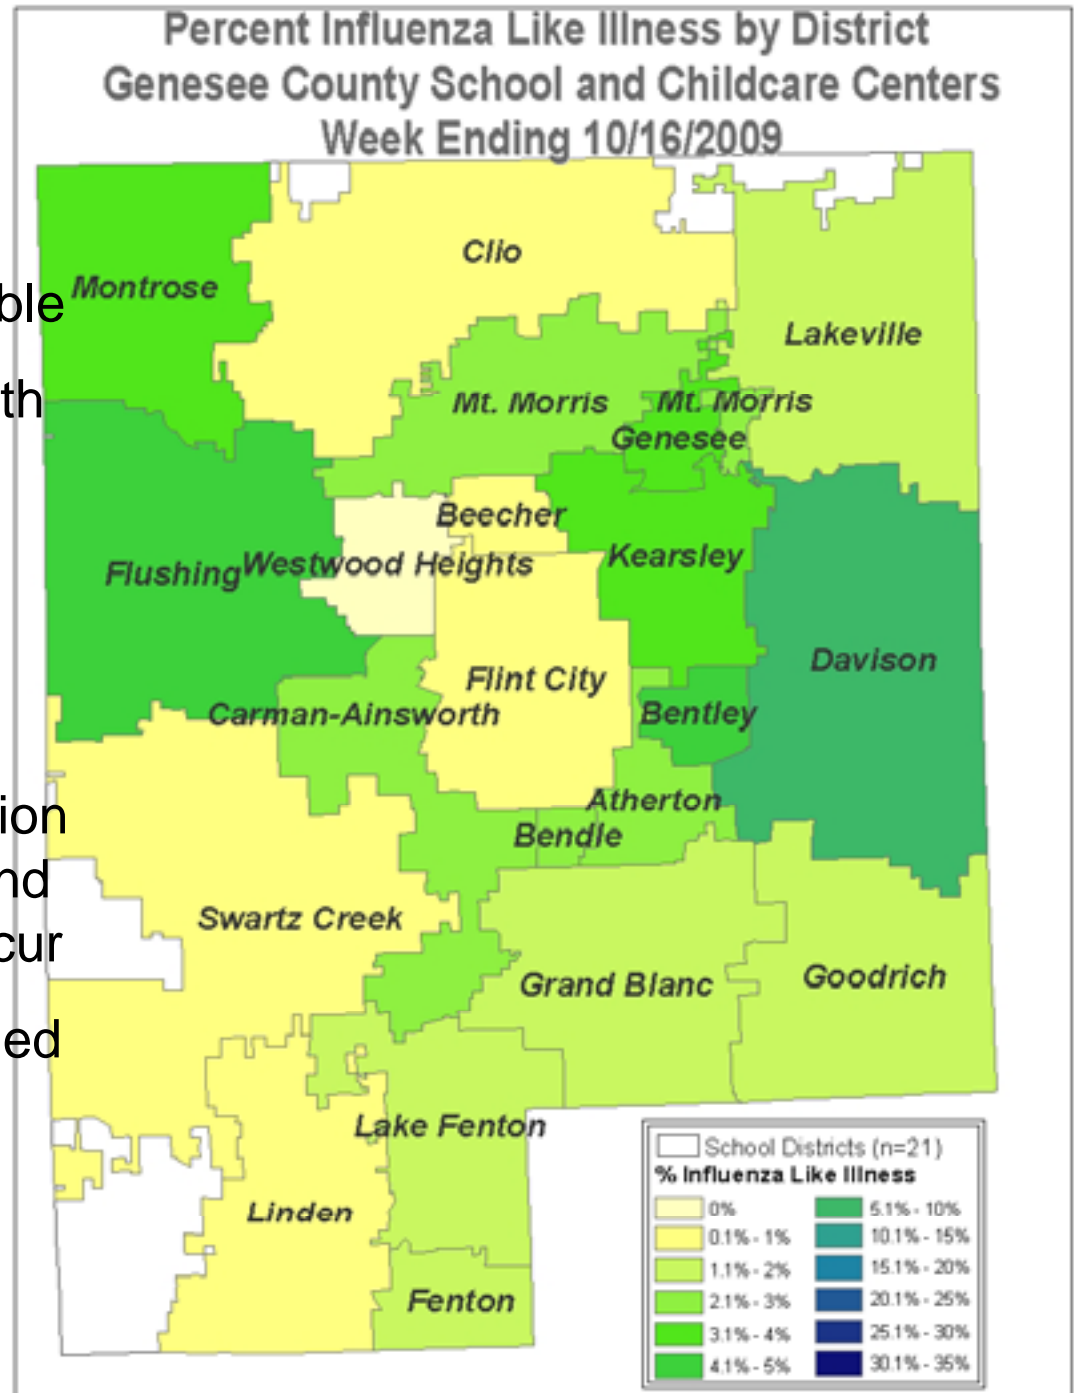 Percent Influenza Like Illness by District
Genesee County School and Childcare Centers
Week Ending 10/16/2009
Clio
Montrose
ble
Lakeville
th
Mt. Morris
Mt. Morris
Genesee
Beecher
Kearsley
Westwood Heights
Flushing
Davison
Flint City
Bentley
Carman-Ainsworth
Atherton
ion
Bendle
nd
Swartz Creek
cur
Goodrich
Grand Blanc
ed
Lake Fenton
Linden
Fenton
School Districts (n=21)
% Influenza Like Illness
0%
0.1% - 1%
1.1% - 2%
2.1% - 3%
3.1% - 4%
4.1% - 5%
5.1% - 10%
10.1% - 15%
15.1% - 20%
20.1% - 25%
25.1% - 30%
30.1% - 35%